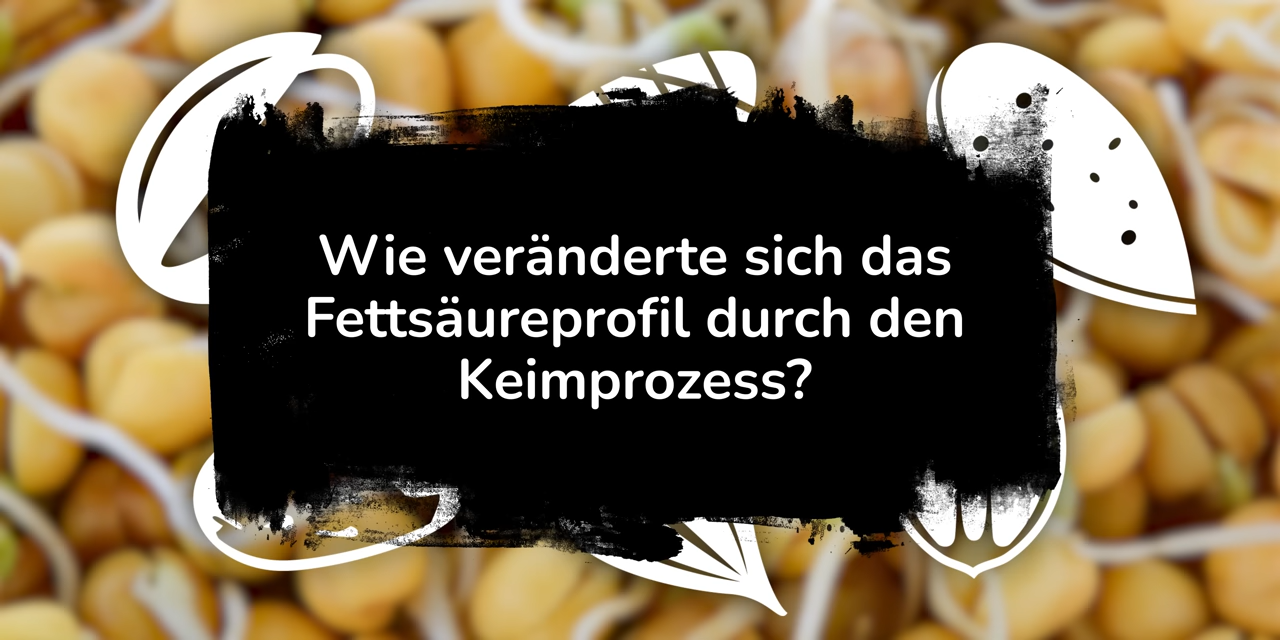 Wie veränderte sich das
Fettsäureprofil durch den
Keimprozess?